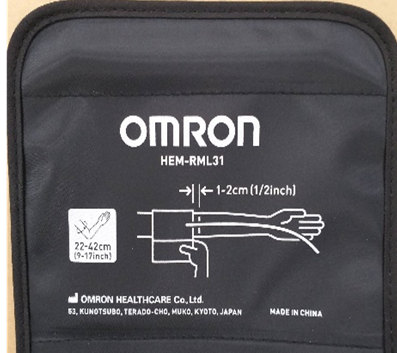 OMRON
HEM-RML31
1-2cm(1/2inch)
22-42cm
(9-17inch)
OMRON HEALTHCARE Co.,Ltd.
53, KUNOTSUBO, TERADO-CHO, MUKO, KYOTO, JAPAN MADE IN CHINA